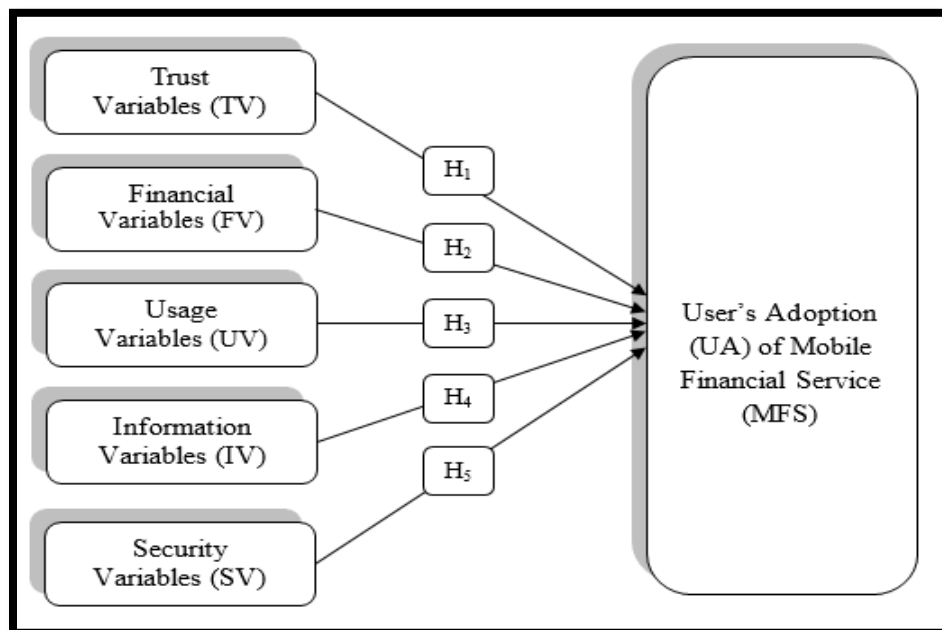 Trust
Variables (TV)
H₁
Financial
Variables (FV)
H₂
Usage
Variables (UV)
H₃
Information
Variables (IV)
H₄
Security
Variables (SV)
H₅
User’s Adoption
(UA) of Mobile
Financial Service
(MFS)